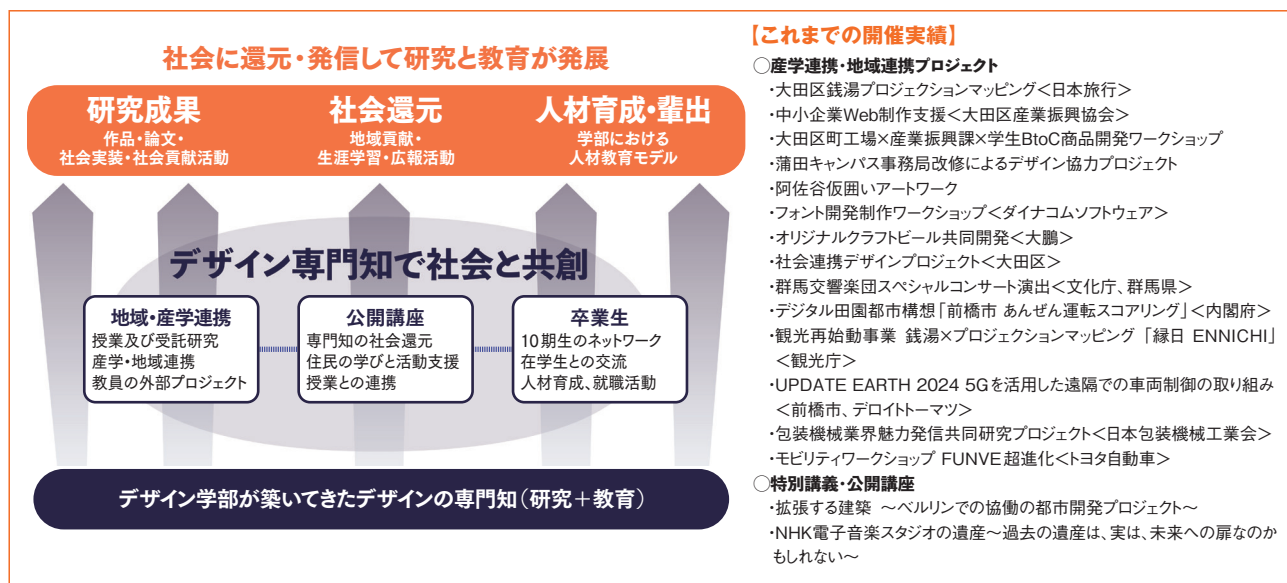 社会に還元・発信して研究と教育が発展
研究成果
作品・論文・
社会実装・社会貢献活動
社会還元
地域貢献・
生涯学習・広報活動
人材育成・輩出
学部における
人材教育モデル
デザイン専門知で社会と共創
地域・産学連携
授業及び受託研究
産学・地域連携
教員の外部プロジェクト
公開講座
専門知の社会還元
住民の学びと活動支援
授業との連携
卒業生
10期生のネットワーク
在学生との交流
人材育成、就職活動
デザイン学部が築いてきたデザインの専門知（研究＋教育）
【これまでの開催実績】
○産学連携・地域連携プロジェクト
・大田区銭湯プロジェクションマッピング＜日本旅行＞
・中小企業Web制作支援＜大田区産業振興協会＞
・大田区町工場×産業振興課×学生BtoC商品開発ワークショップ
・蒲田キャンパス事務局改修によるデザイン協力プロジェクト
・阿佐谷仮囲いアートワーク
・フォント開発制作ワークショップ＜ダイナコムソフトウェア＞
・オリジナルクラフトビール共同開発＜大鵬＞
・社会連携デザインプロジェクト＜大田区＞
・群馬交響楽団スペシャルコンサート演出＜文化庁、群馬県＞
・デジタル田園都市構想「前橋市 あんぜん運転スコアリング」＜内閣府＞
・観光再始動事業 銭湯×プロジェクションマッピング 「縁日 ENNICHI」
＜観光庁＞
・UPDATE EARTH 2024 5Gを活用した遠隔での車両制御の取り組み
＜前橋市、デロイトトーマツ＞
・包装機械業界魅力発信共同研究プロジェクト＜日本包装機械工業会＞
・モビリティワークショップ FUNVE超進化＜トヨタ自動車＞
○特別講義・公開講座
・拡張する建築 ～ベルリンでの協働の都市開発プロジェクト～
・NHK電子音楽スタジオの遺産～過去の遺産は、実は、未来への扉なのか
もしれない～